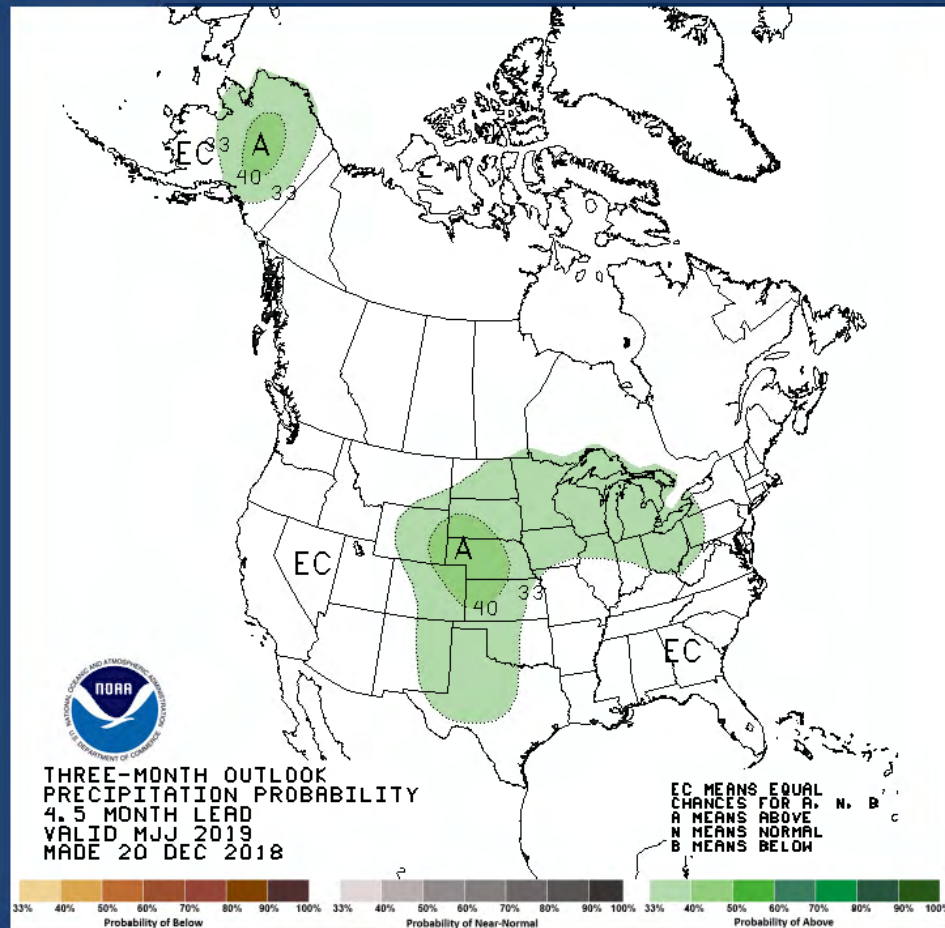 EC
33
A
40
33
EC
A
33
40
EC
NATIONAL OCEANIC AND ATMOSPHERIC ADMINISTRATION
NOAA
U.S. DEPARTMENT OF COMMERCE
THREE-MONTH OUTLOOK
PRECIPITATION PROBABILITY
4.5 MONTH LEAD
VALID MJJ 2019
MADE 20 DEC 2018
EC MEANS EQUAL
CHANCES FOR A, N, B
A MEANS ABOVE
N MEANS NORMAL
B MEANS BELOW
33% 40% 50% 60% 70% 80% 90% 100%
Probability of Below
33% 40% 50% 60% 70% 80% 90% 100%
Probability of Near-Normal
33% 40% 50% 60% 70% 80% 90% 100%
Probability of Above